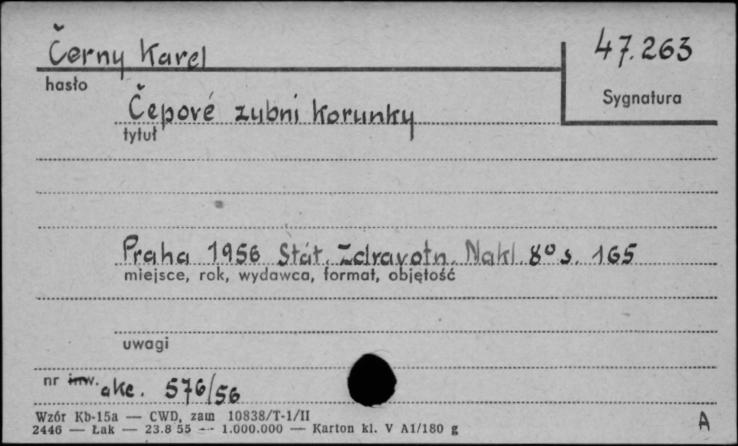 Černy Karel
47.263
hasło
Sygnatura
Čepové zubni korunky
tytuł
Praha 1956 Stát. Zdravotn. Nakl. 8° s. 165
miejsce, rok, wydawca, format, objętość
uwagi
nr inw. akc. 576/56
Wzór Kb-15a — CWD, zam 10838/T-1/II
2446 — Łak — 23.8 55 — 1.000.000 — Karton kl. V A1/180 g
A